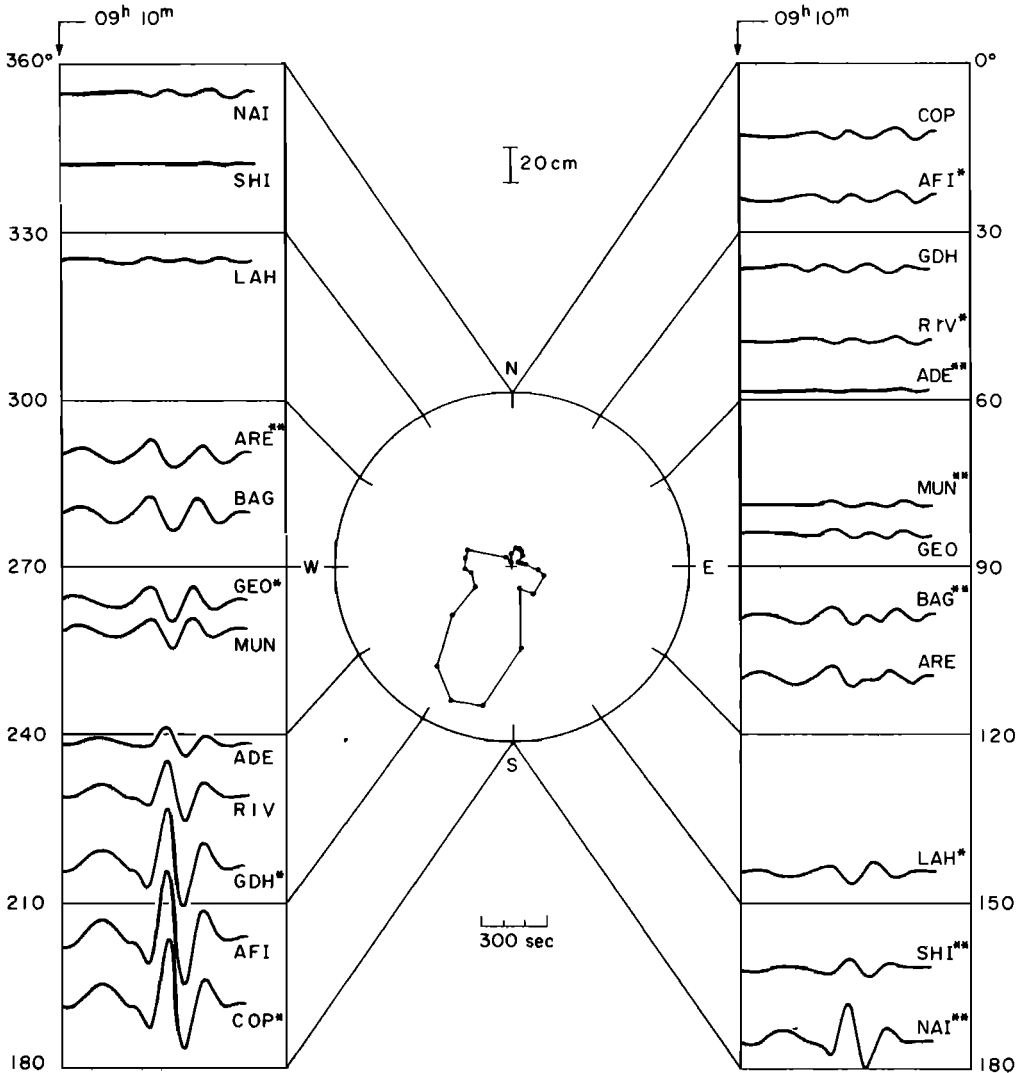 09h 10m
09h 10m
360°
0°
NAI
COP
20 cm
SHI
AFI*
330
30
GDH
LAH
RIV*
N
ADE**
300
60
ARE**
MUN**
BAG
GEO
270
W
E
90
GEO*
BAG**
MUN
ARE
240
120
ADE
S
RIV
LAH*
GDH*
210
150
300 sec
AFI
SHI**
COP*
NAI**
180
180